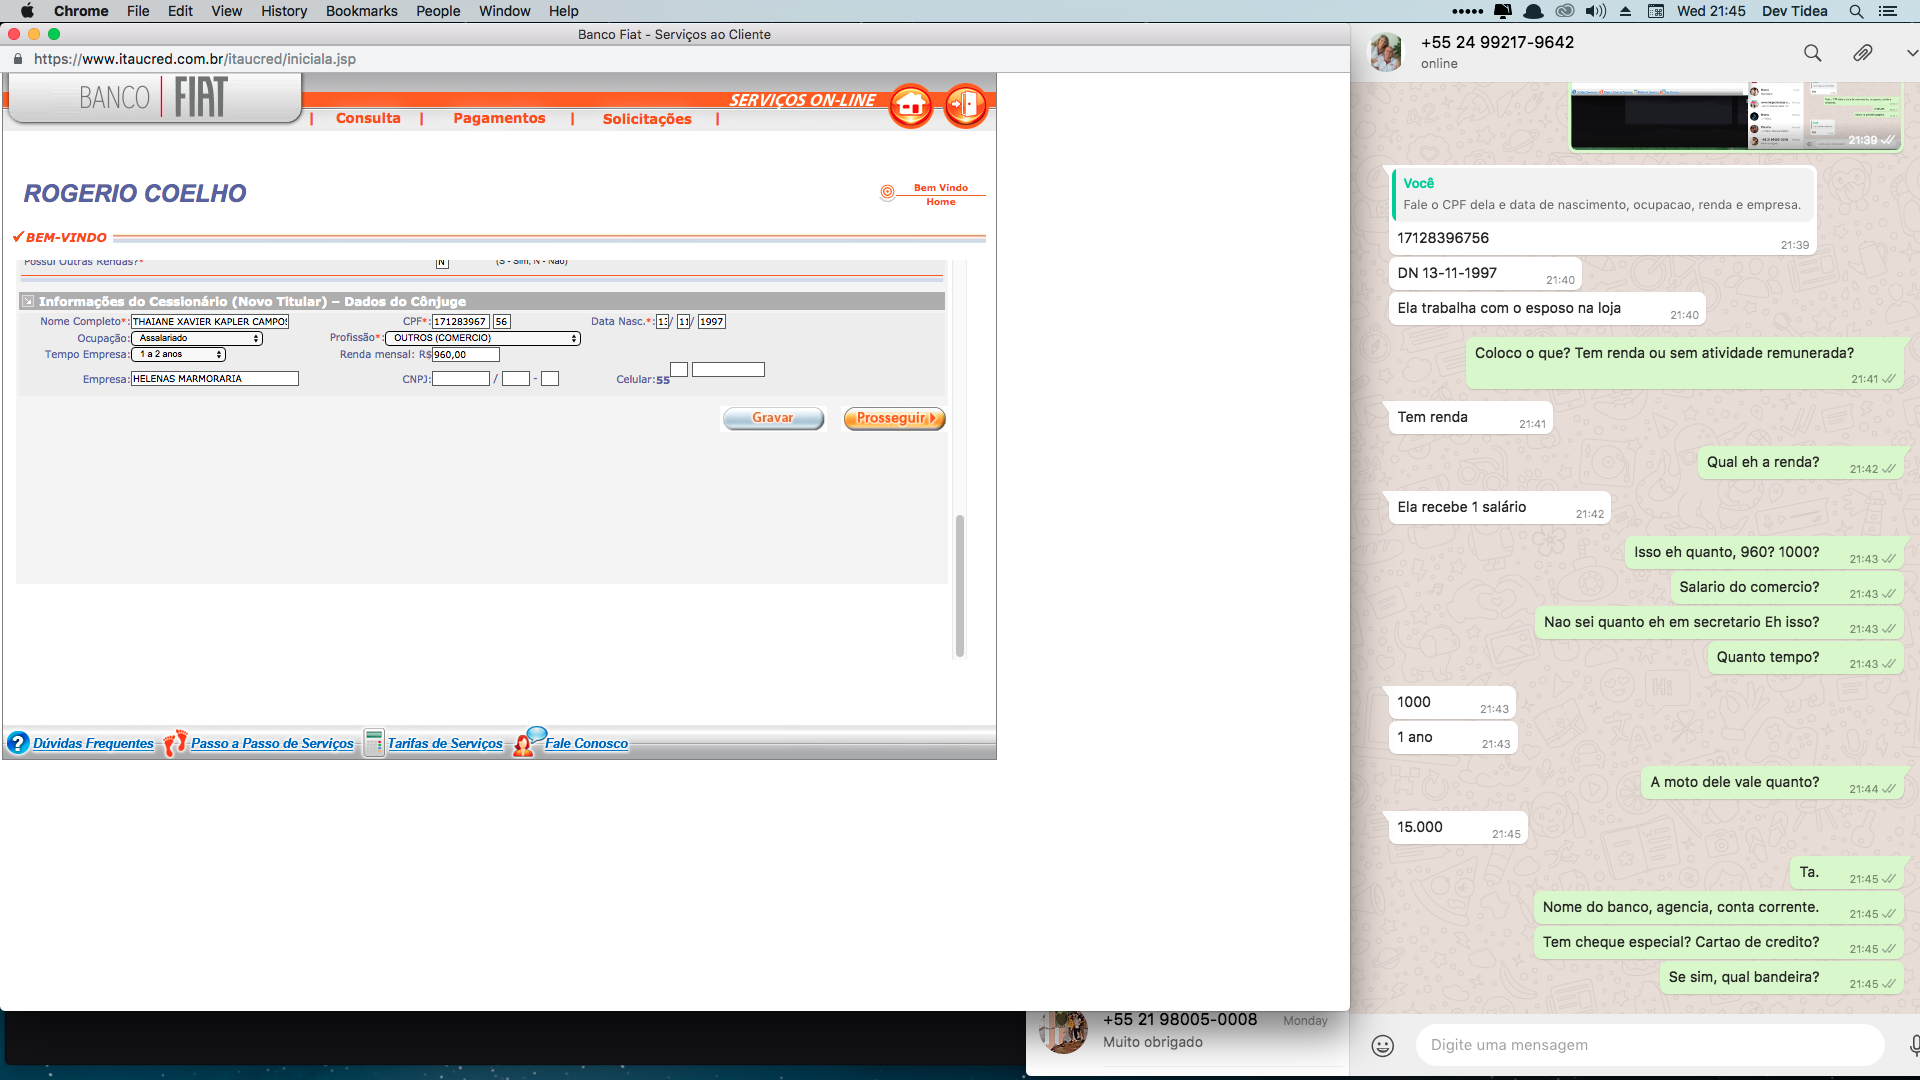 Chrome File Edit View History Bookmarks People Window Help
Wed 21:45 Dev Tidea
Banco Fiat - Serviços ao Cliente
https://www.itaucred.com.br/itaucred/iniciala.jsp
BANCO FIAT
SERVIÇOS ON-LINE
| Consulta | Pagamentos | Solicitações |
ROGERIO COELHO
Bem Vindo
Home
BEM-VINDO
Possui Outras Rendas?* N (S - Sim, N - Não)
Informações do Cessionário (Novo Titular) – Dados do Cônjuge
Nome Completo*: THAIANE XAVIER KAPLER CAMPOS CPF*: 171283967 56 Data Nasc.*: 13/ 11/ 1997
Ocupação: Assalariado Profissão*: OUTROS (COMERCIO)
Tempo Empresa: 1 a 2 anos Renda mensal: R$ 960,00
Empresa: HELENAS MARMORARIA CNPJ: / - Celular: 55
Gravar Prosseguir
Dúvidas Frequentes Passo a Passo de Serviços Tarifas de Serviços Fale Conosco
+55 21 98005-0008 Monday
Muito obrigado
+55 24 99217-9642
online
21:39
Você
Fale o CPF dela e data de nascimento, ocupacao, renda e empresa.
17128396756 21:39
DN 13-11-1997 21:40
Ela trabalha com o esposo na loja 21:40
Coloco o que? Tem renda ou sem atividade remunerada?
21:41
Tem renda 21:41
Qual eh a renda? 21:42
Ela recebe 1 salário 21:42
Isso eh quanto, 960? 1000? 21:43
Salario do comercio? 21:43
Nao sei quanto eh em secretario Eh isso? 21:43
Quanto tempo? 21:43
1000 21:43
1 ano 21:43
A moto dele vale quanto? 21:44
15.000 21:45
Ta. 21:45
Nome do banco, agencia, conta corrente. 21:45
Tem cheque especial? Cartao de credito? 21:45
Se sim, qual bandeira? 21:45
Digite uma mensagem